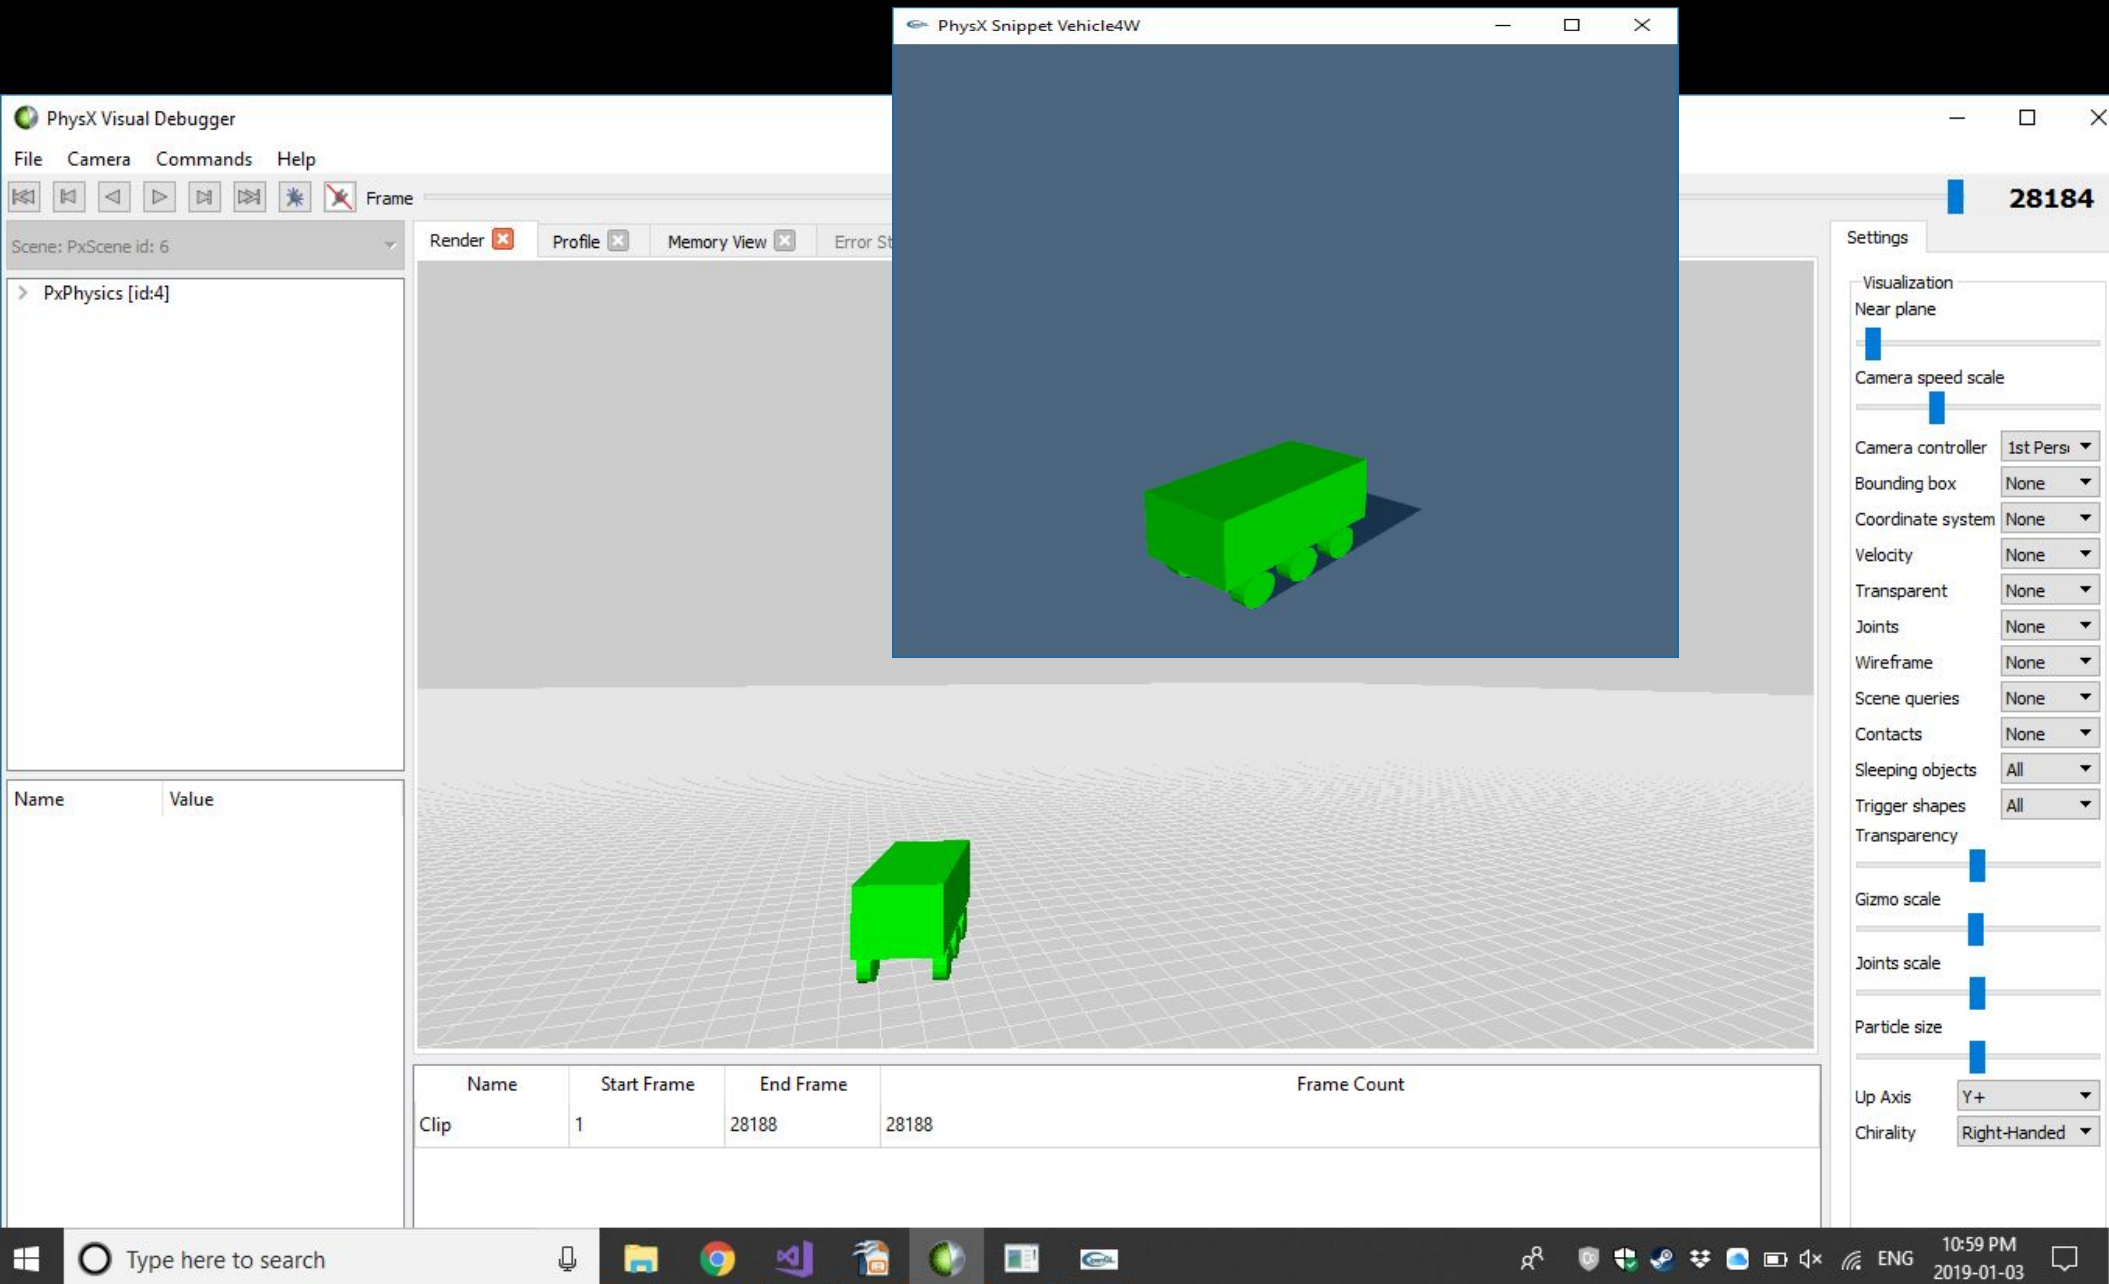 PhysX Snippet Vehicle4W
PhysX Visual Debugger
File Camera Commands Help
Frame 28184
Scene: PxScene id: 6
PxPhysics [id:4]
Name Value
Render Profile Memory View Error St
Settings
Visualization
Near plane
Camera speed scale
Camera controller 1st Pers
Bounding box None
Coordinate system None
Velocity None
Transparent None
Joints None
Wireframe None
Scene queries None
Contacts None
Sleeping objects All
Trigger shapes All
Transparency
Gizmo scale
Joints scale
Particle size
Up Axis Y+
Chirality Right-Handed
Name Start Frame End Frame Frame Count
Clip 1 28188 28188
Type here to search
ENG
10:59 PM
2019-01-03